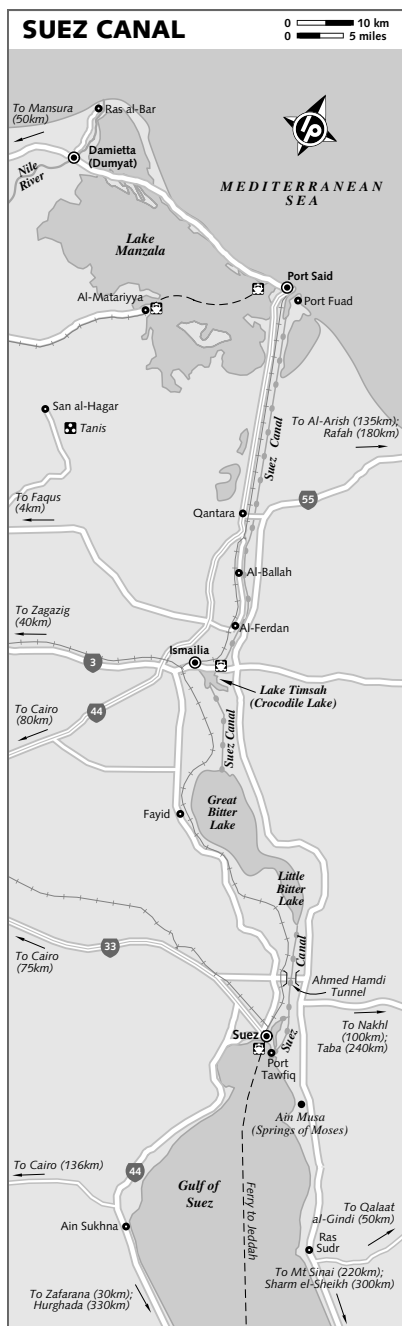 SUEZ CANAL
0 10 km
0 5 miles
To Mansura
(50km)
Ras al-Bar
Damietta
(Dumyat)
Nile
River
MEDITERRANEAN
SEA
Lake
Manzala
Port Said
Al-Matariyya
Port Fuad
San al-Hagar
Tanis
To Al-Arish (135km);
Rafah (180km)
Suez Canal
To Faqus
(4km)
55
Qantara
Al-Ballah
To Zagazig
(40km)
Al-Ferdan
Ismailia
3
Lake Timsah
(Crocodile Lake)
44
To Cairo
(80km)
Suez Canal
Great
Bitter
Lake
Fayid
Little
Bitter
Lake
33
To Cairo
(75km)
Ahmed Hamdi
Tunnel
Suez Canal
To Nakhl
(100km);
Taba (240km)
Suez
Port
Tawfiq
Ain Musa
(Springs of Moses)
To Cairo (136km)
44
Gulf of
Suez
Ferry to Jeddah
To Qalaat
al-Gindi (50km)
Ain Sukhna
Ras
Sudr
To Zafarana (30km);
Hurghada (330km)
To Mt Sinai (220km);
Sharm el-Sheikh (300km)